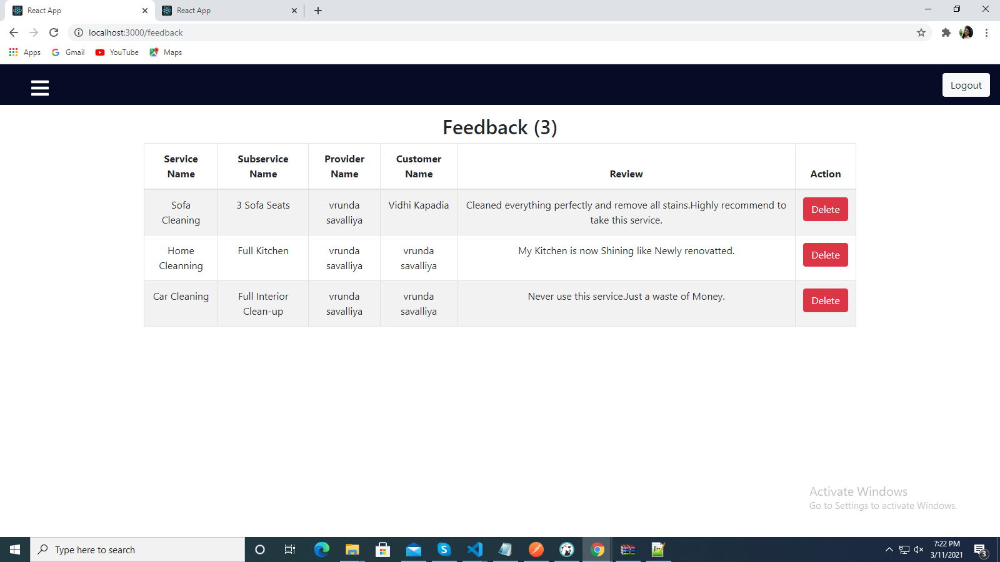 React App
React App
localhost:3000/feedback
Apps
Gmail
YouTube
Maps
Logout
Feedback (3)
Service Name
Subservice Name
Provider Name
Customer Name
Review
Action
Sofa Cleaning
3 Sofa Seats
vrunda savalliya
Vidhi Kapadia
Cleaned everything perfectly and remove all stains.Highly recommend to
take this service.
Delete
Home Cleanning
Full Kitchen
vrunda savalliya
vrunda savalliya
My Kitchen is now Shining like Newly renovatted.
Delete
Car Cleaning
Full Interior Clean-up
vrunda savalliya
vrunda savalliya
Never use this service.Just a waste of Money.
Delete
Activate Windows
Go to Settings to activate Windows.
Type here to search
7:22 PM
3/11/2021
3